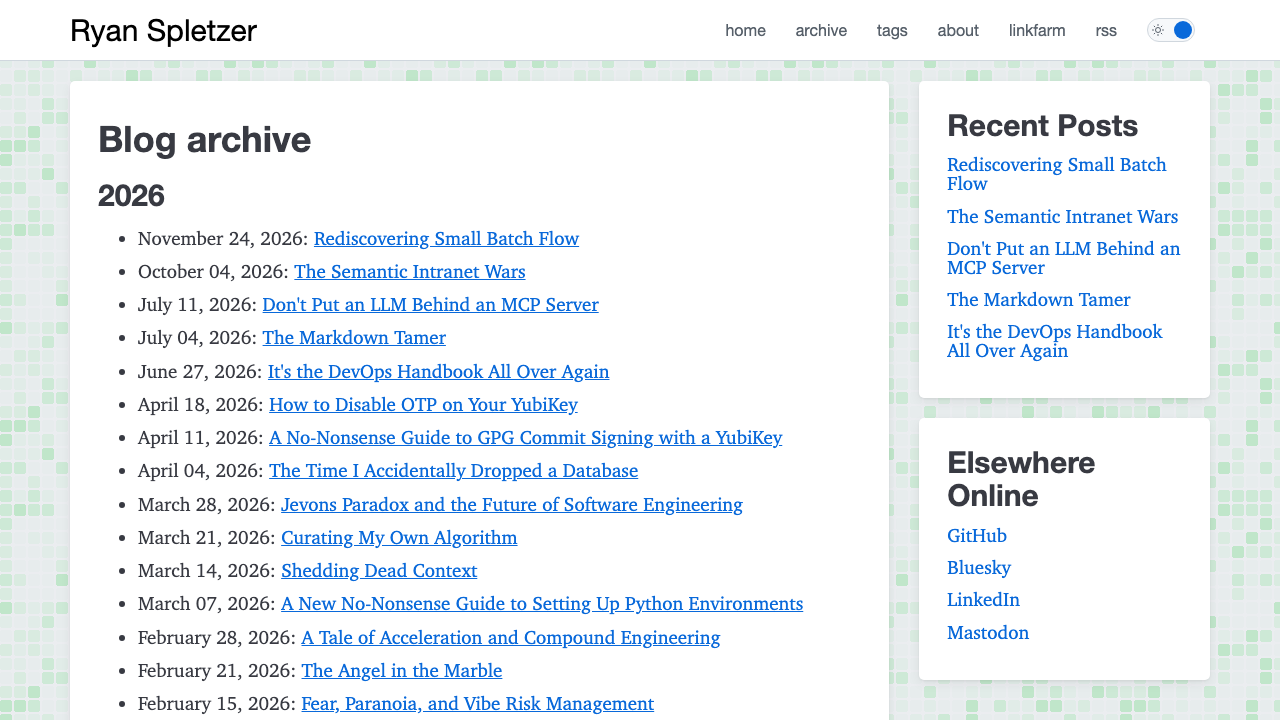 Ryan Spletzer
home archive tags about linkfarm rss
Blog archive
2026
November 24, 2026: Rediscovering Small Batch Flow
October 04, 2026: The Semantic Intranet Wars
July 11, 2026: Don't Put an LLM Behind an MCP Server
July 04, 2026: The Markdown Tamer
June 27, 2026: It's the DevOps Handbook All Over Again
April 18, 2026: How to Disable OTP on Your YubiKey
April 11, 2026: A No-Nonsense Guide to GPG Commit Signing with a YubiKey
April 04, 2026: The Time I Accidentally Dropped a Database
March 28, 2026: Jevons Paradox and the Future of Software Engineering
March 21, 2026: Curating My Own Algorithm
March 14, 2026: Shedding Dead Context
March 07, 2026: A New No-Nonsense Guide to Setting Up Python Environments
February 28, 2026: A Tale of Acceleration and Compound Engineering
February 21, 2026: The Angel in the Marble
February 15, 2026: Fear, Paranoia, and Vibe Risk Management
Recent Posts
Rediscovering Small Batch
Flow
The Semantic Intranet Wars
Don't Put an LLM Behind an
MCP Server
The Markdown Tamer
It's the DevOps Handbook
All Over Again
Elsewhere
Online
GitHub
Bluesky
LinkedIn
Mastodon